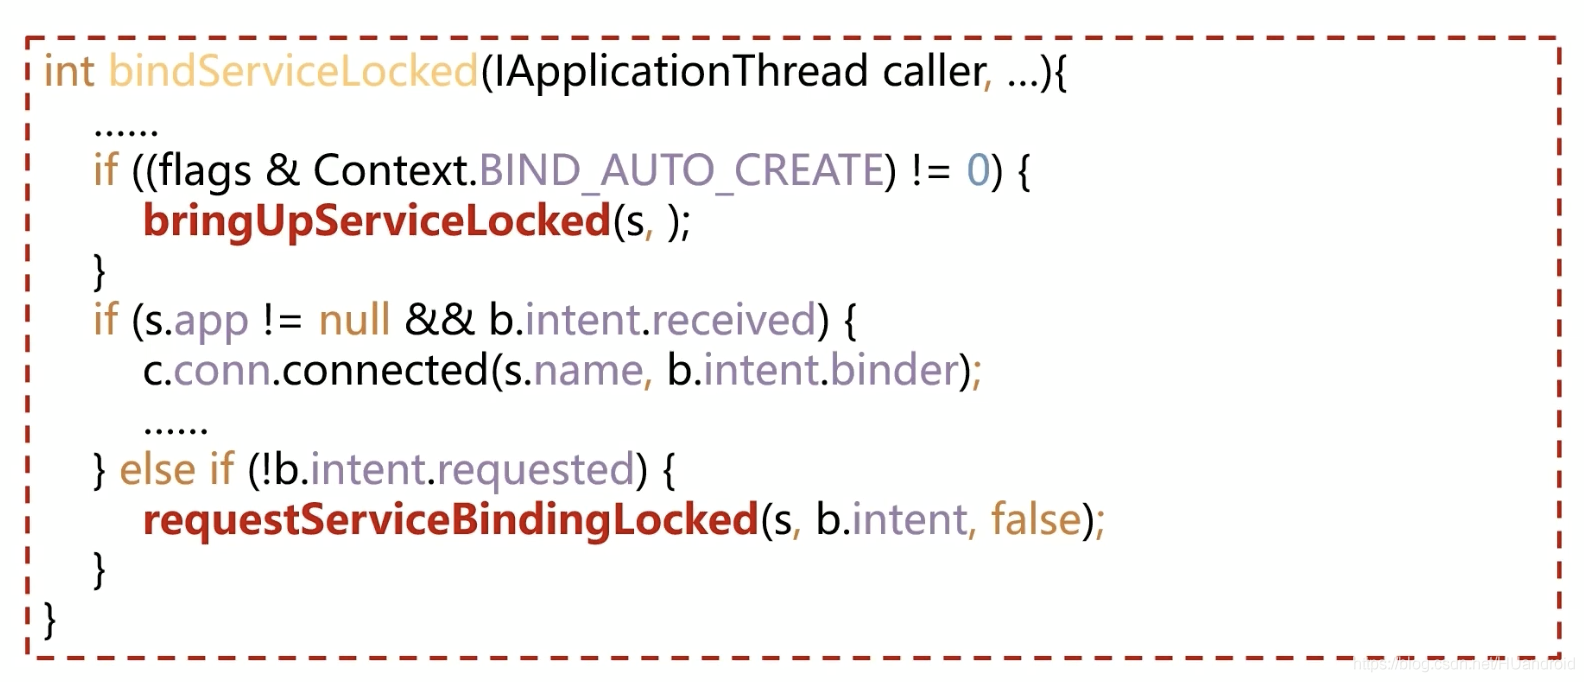 int bindServiceLocked(IApplicationThread caller, ...){
......
if ((flags & Context.BIND_AUTO_CREATE) != 0) {
bringUpServiceLocked(s, );
}
if (s.app != null && b.intent.received) {
c.conn.connected(s.name, b.intent.binder);
......
} else if (!b.intent.requested) {
requestServiceBindingLocked(s, b.intent, false);
}
}
https://blog.csdn.net/HUandroid